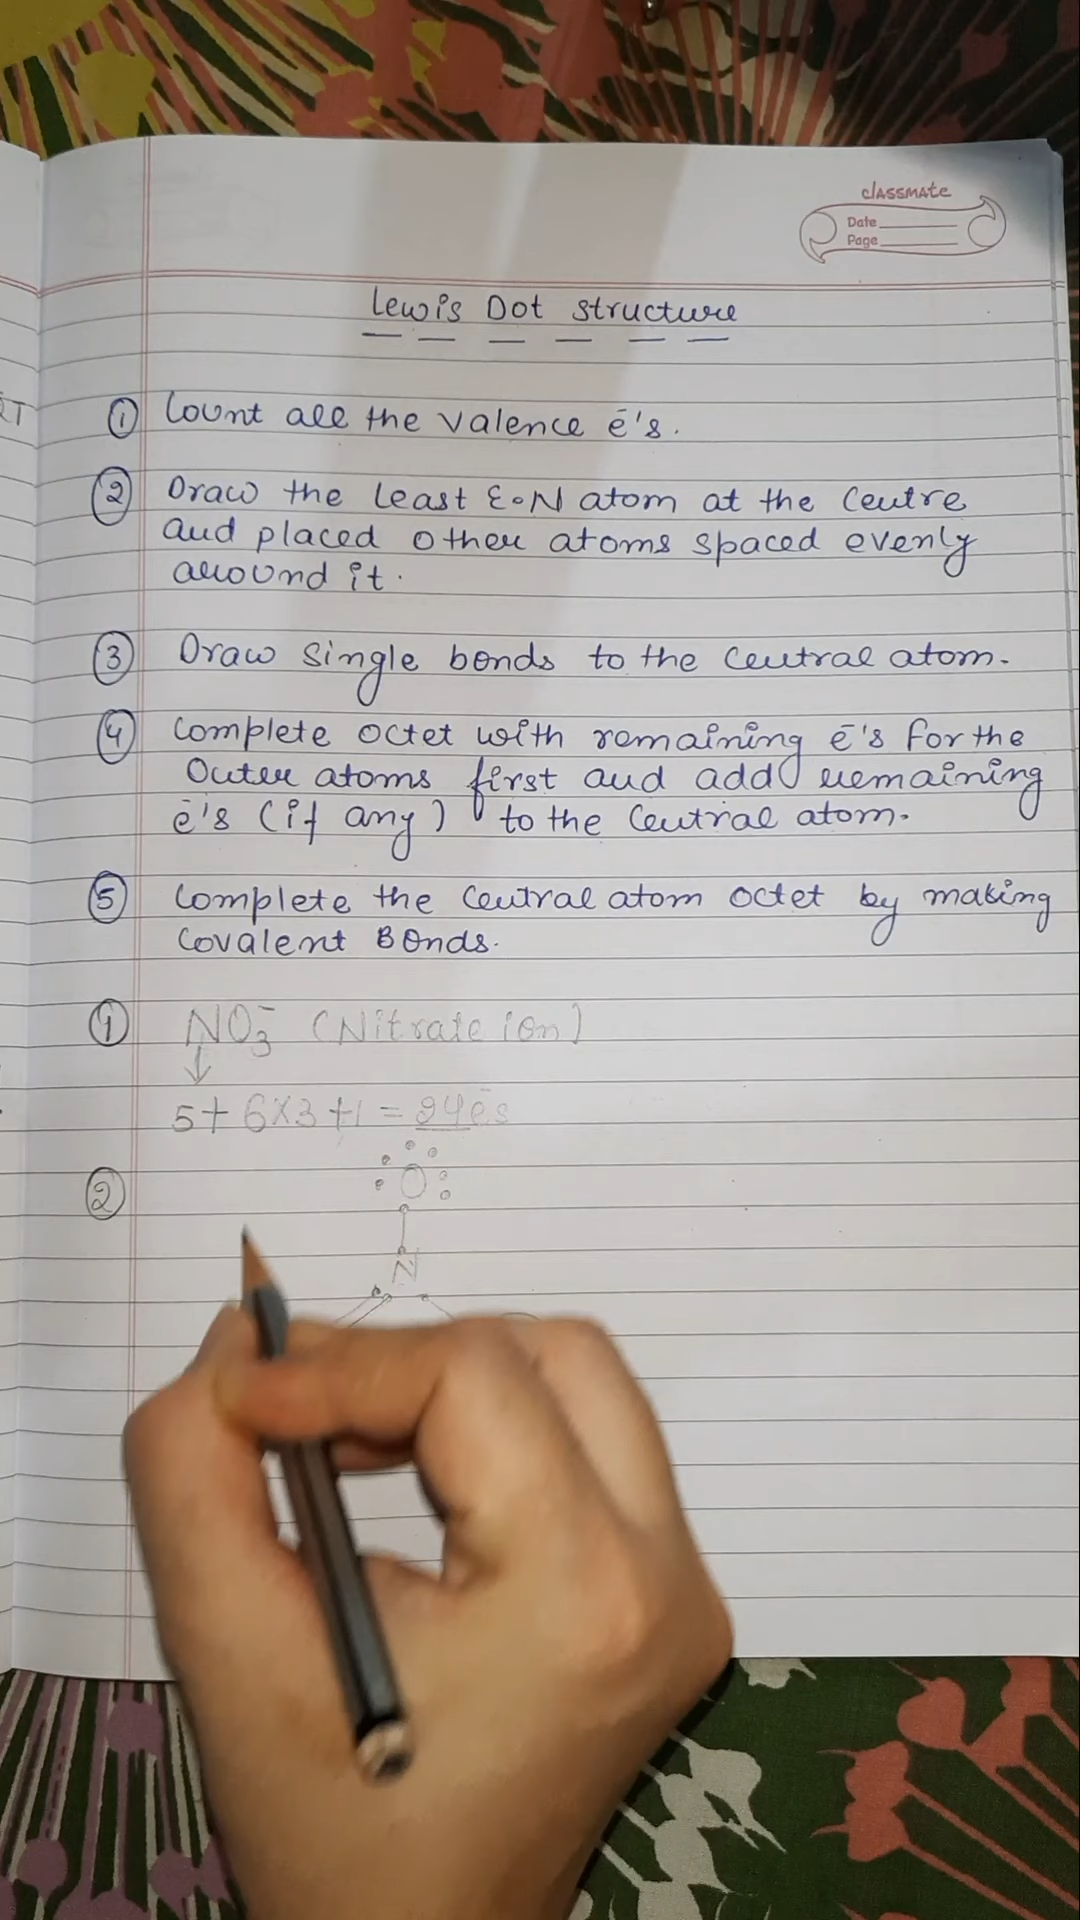 classmate
Date
Page
Lewis Dot structure
① Count all the valence ē's.
② Draw the least E.N atom at the centre
and placed other atoms spaced evenly
around it.
③ Draw single bonds to the central atom.
④ Complete octet with remaining ē's for the
outer atoms first and add remaining
ē's (if any) to the central atom.
⑤ Complete the central atom octet by making
covalent Bonds.
① NO₃⁻ (Nitrate ion)
5+ 6×3+1 = 24ēs
②
O
N